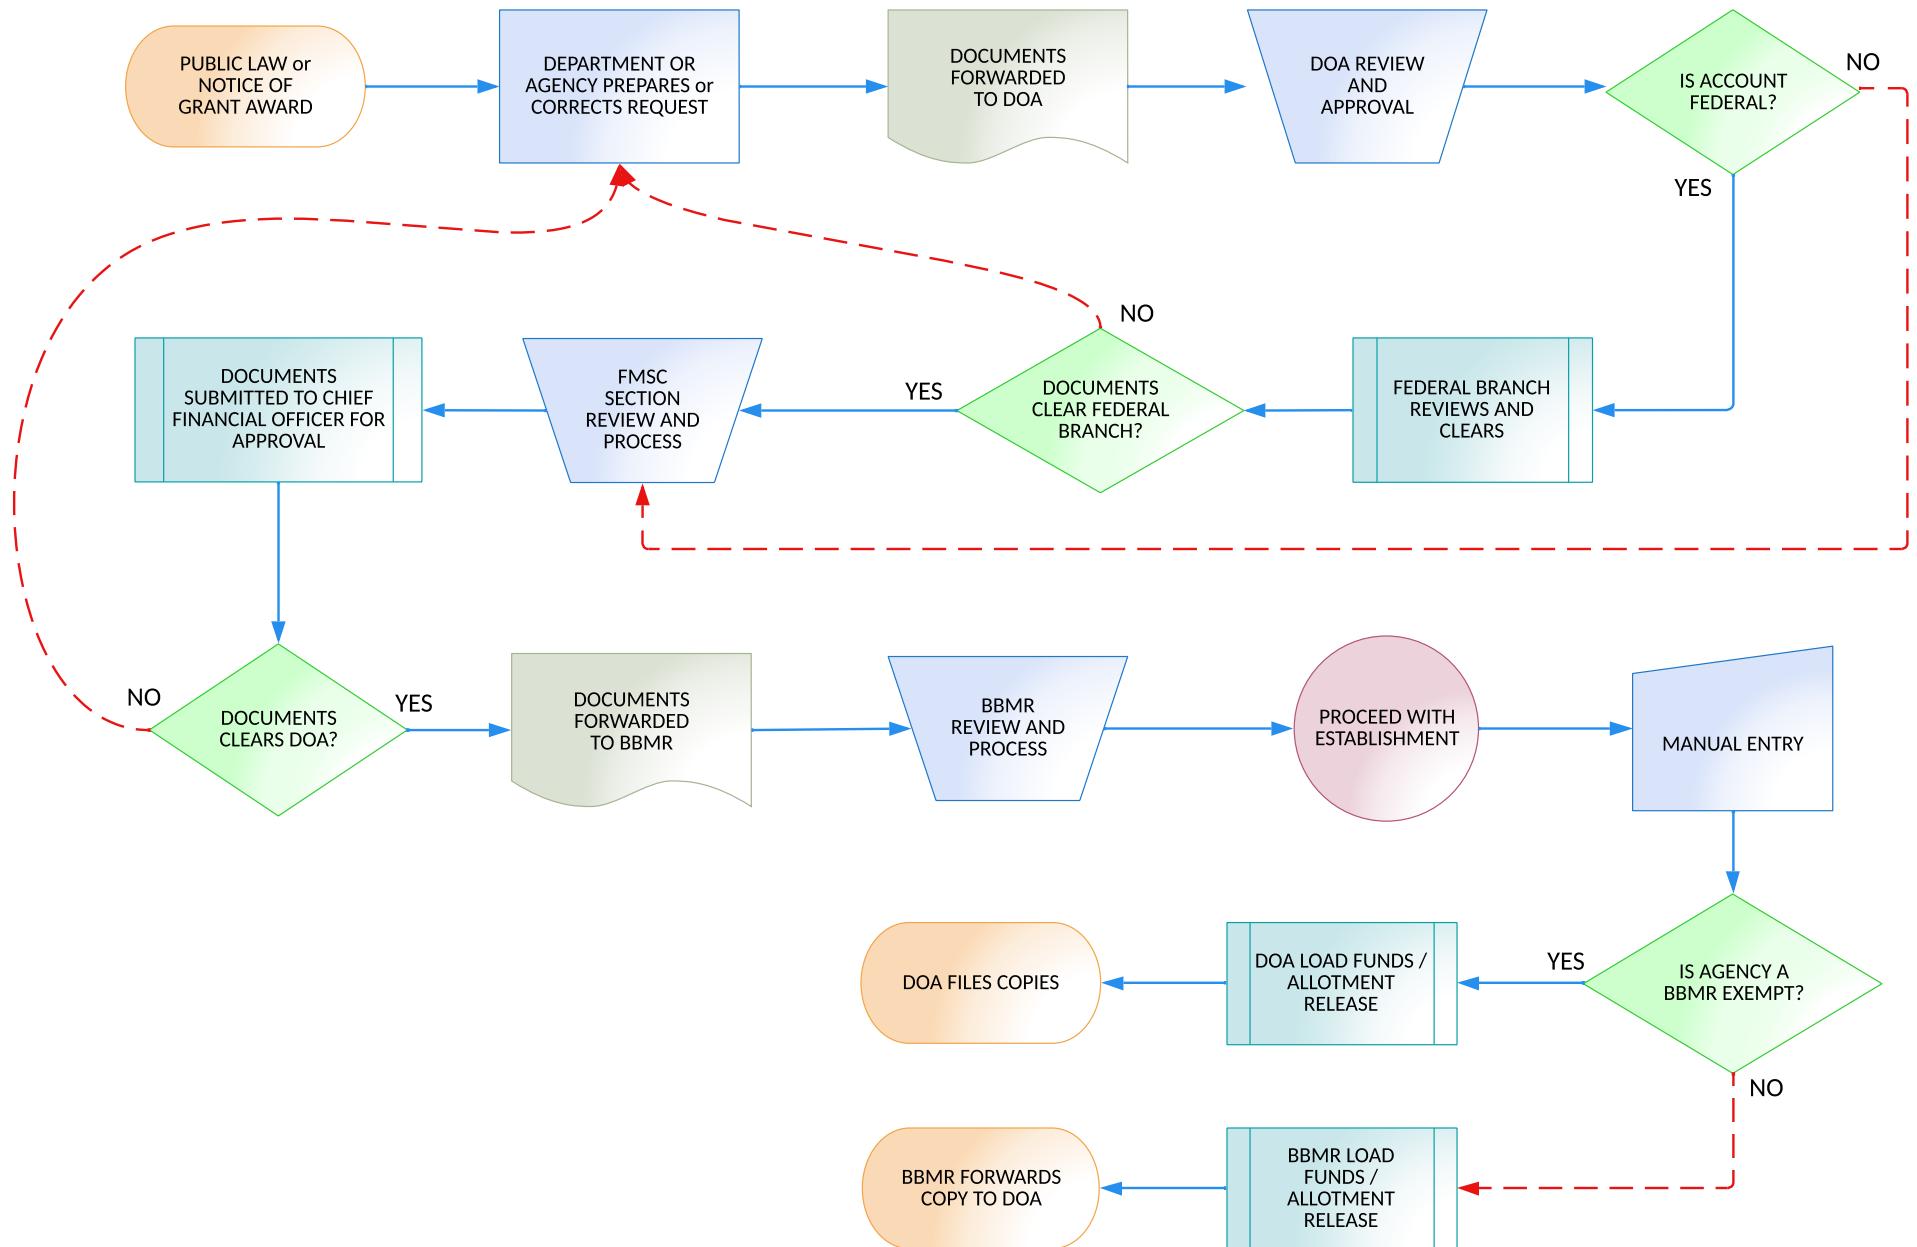 PUBLIC LAW or
NOTICE OF
GRANT AWARD
DEPARTMENT OR
AGENCY PREPARES or
CORRECTS REQUEST
DOCUMENTS
FORWARDED
TO DOA
DOA REVIEW
AND
APPROVAL
IS ACCOUNT
FEDERAL?
NO
YES
NO
DOCUMENTS
SUBMITTED TO CHIEF
FINANCIAL OFFICER FOR
APPROVAL
FMSC
SECTION
REVIEW AND
PROCESS
YES
DOCUMENTS
CLEAR FEDERAL
BRANCH?
FEDERAL BRANCH
REVIEWS AND
CLEARS
NO
DOCUMENTS
CLEARS DOA?
YES
DOCUMENTS
FORWARDED
TO BBMR
BBMR
REVIEW AND
PROCESS
PROCEED WITH
ESTABLISHMENT
MANUAL ENTRY
DOA FILES COPIES
DOA LOAD FUNDS /
ALLOTMENT
RELEASE
YES
IS AGENCY A
BBMR EXEMPT?
NO
BBMR FORWARDS
COPY TO DOA
BBMR LOAD
FUNDS /
ALLOTMENT
RELEASE